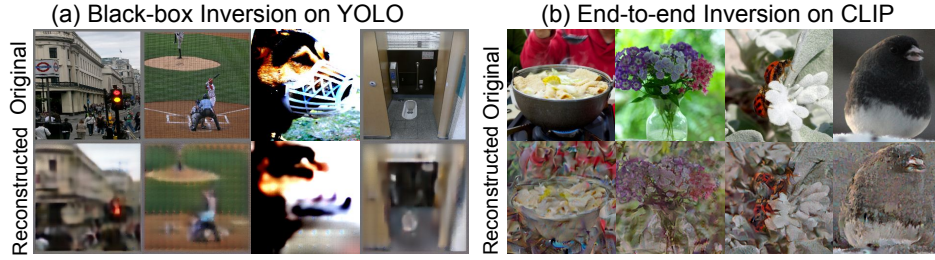 (a) Black-box Inversion on YOLO
Original
Reconstructed
(b) End-to-end Inversion on CLIP
Original
Reconstructed